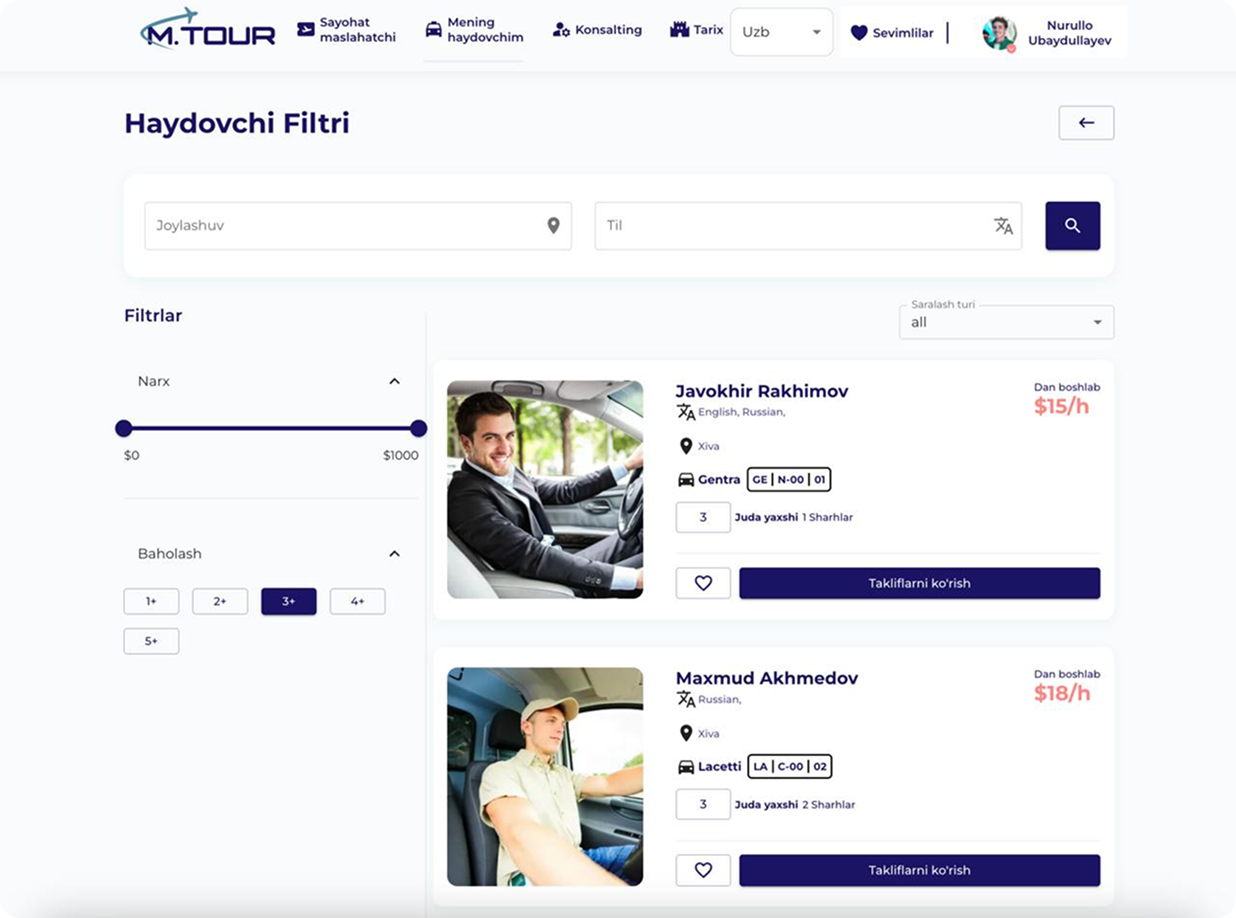 M.TOUR
Sayohat
maslahatchi
Mening
haydovchim
Konsalting
Tarix
Uzb
Sevimlilar
Nurullo
Ubaydullayev
Haydovchi Filtri
Joylashuv
Til
Filtrlar
Saralash turi
all
Narx
$0 $1000
Baholash
1+ 2+ 3+ 4+
5+
Javokhir Rakhimov
English, Russian,
Xiva
Gentra GE | N-00 | 01
3 Juda yaxshi 1 Sharhlar
Dan boshlab
$15/h
Takliflarni ko'rish
Maxmud Akhmedov
Russian,
Xiva
Lacetti LA | C-00 | 02
3 Juda yaxshi 2 Sharhlar
Dan boshlab
$18/h
Takliflarni ko'rish